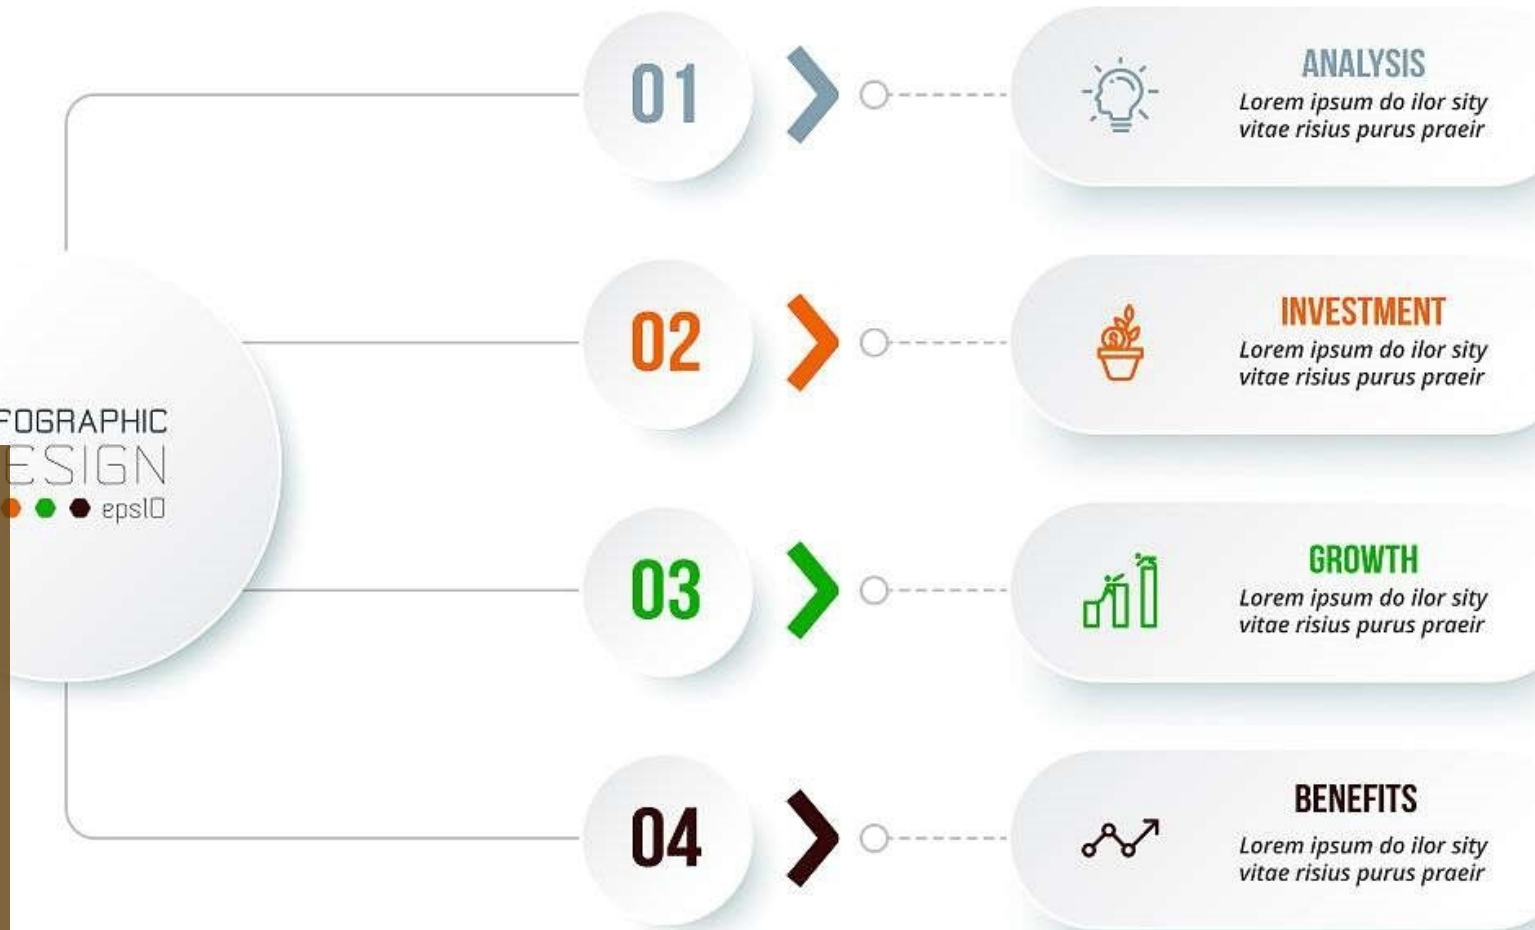 FOGRAPHIC
ESIGN
eps10
01
ANALYSIS
Lorem ipsum do ilor sity
vitae risius purus praeir
02
INVESTMENT
Lorem ipsum do ilor sity
vitae risius purus praeir
03
GROWTH
Lorem ipsum do ilor sity
vitae risius purus praeir
04
BENEFITS
Lorem ipsum do ilor sity
vitae risius purus praeir